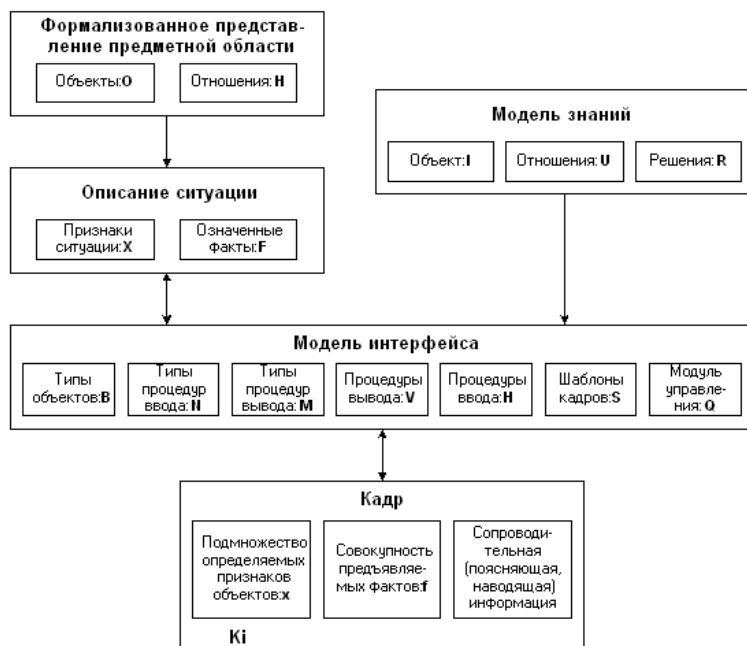 Формализованное представ-
ление предметной области
Объекты:O
Отношения:H
Модель знаний
Объект:I
Отношения:U
Решения:R
Описание ситуации
Признаки
ситуации:X
Означенные
факты:F
Модель интерфейса
Типы
объектов:B
Типы
процедур
ввода:N
Типы
процедур
вывода:M
Процедуры
вывода:V
Процедуры
ввода:H
Шаблоны
кадров:S
Модуль
управле-
ния:Q
Кадр
Подмножество
определяемых
признаков
объектов:x
Совокупность
предъявляе-
мых фактов:f
Сопроводи-
тельная
(поясняющая,
наводящая)
информация
Ki